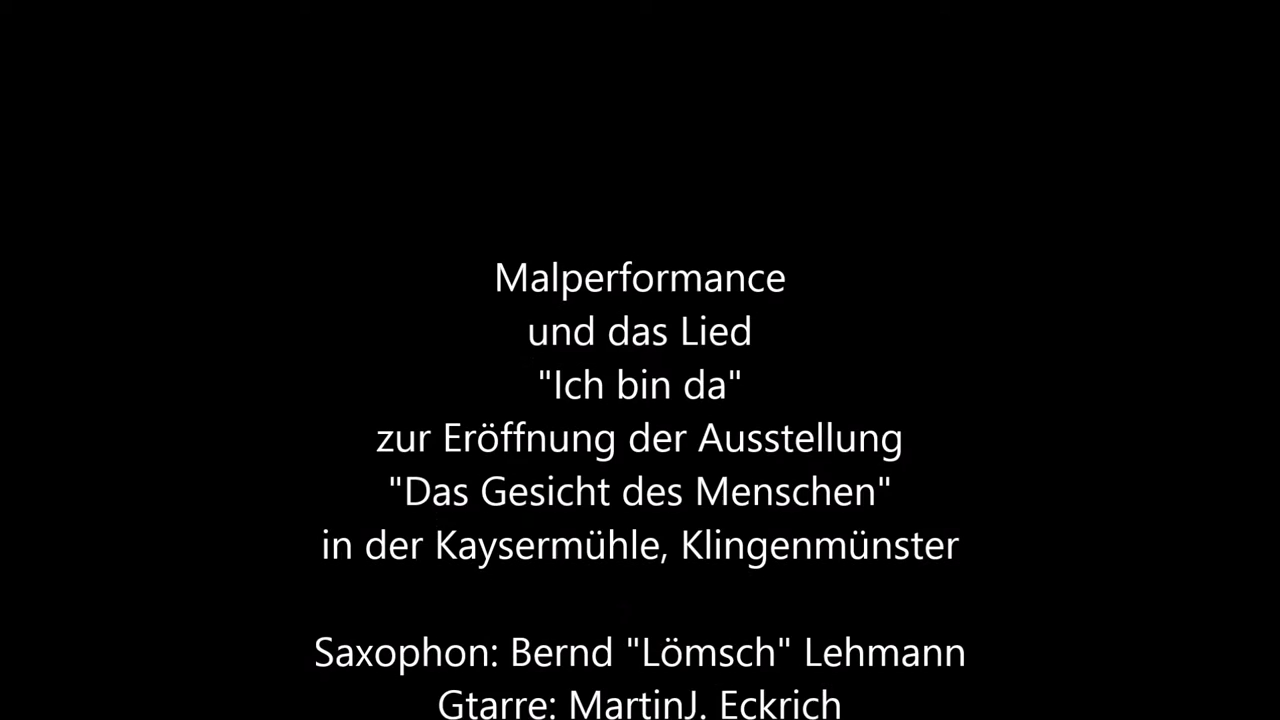 Malperformance
und das Lied
"Ich bin da"
zur Eröffnung der Ausstellung
"Das Gesicht des Menschen"
in der Kaysermühle, Klingenmünster
Saxophon: Bernd "Lömsch" Lehmann
Gtarre: MartinJ. Eckrich